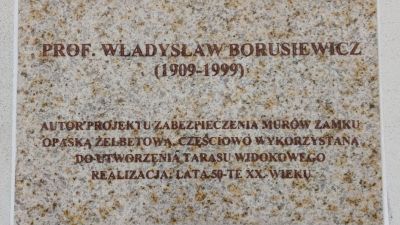 PROF. WŁADYSŁAW BORUSIEWICZ
(1909-1999)
AUTOR PROJEKTU ZABEZPIECZENIA MURÓW ZAMKU
OPASKĄ ŻELBETOWĄ, CZĘŚCIOWO WYKORZYSTANĄ
DO UTWORZENIA TARASU WIDOKOWEGO
REALIZACJA: LATA 50-TE XX. WIEKU